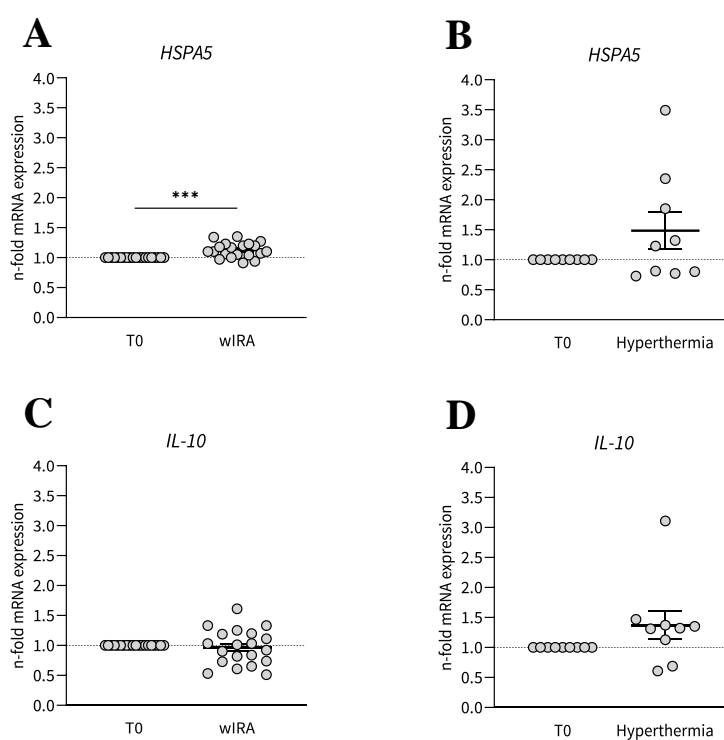 A
HSPA5
n-fold mRNA expression
4.0
3.5
3.0
2.5
2.0
1.5
1.0
0.5
0.0
***
T0 wIRA
B
HSPA5
n-fold mRNA expression
4.0
3.5
3.0
2.5
2.0
1.5
1.0
0.5
0.0
T0 Hyperthermia
C
IL-10
n-fold mRNA expression
4.0
3.5
3.0
2.5
2.0
1.5
1.0
0.5
0.0
T0 wIRA
D
IL-10
n-fold mRNA expression
4.0
3.5
3.0
2.5
2.0
1.5
1.0
0.5
0.0
T0 Hyperthermia